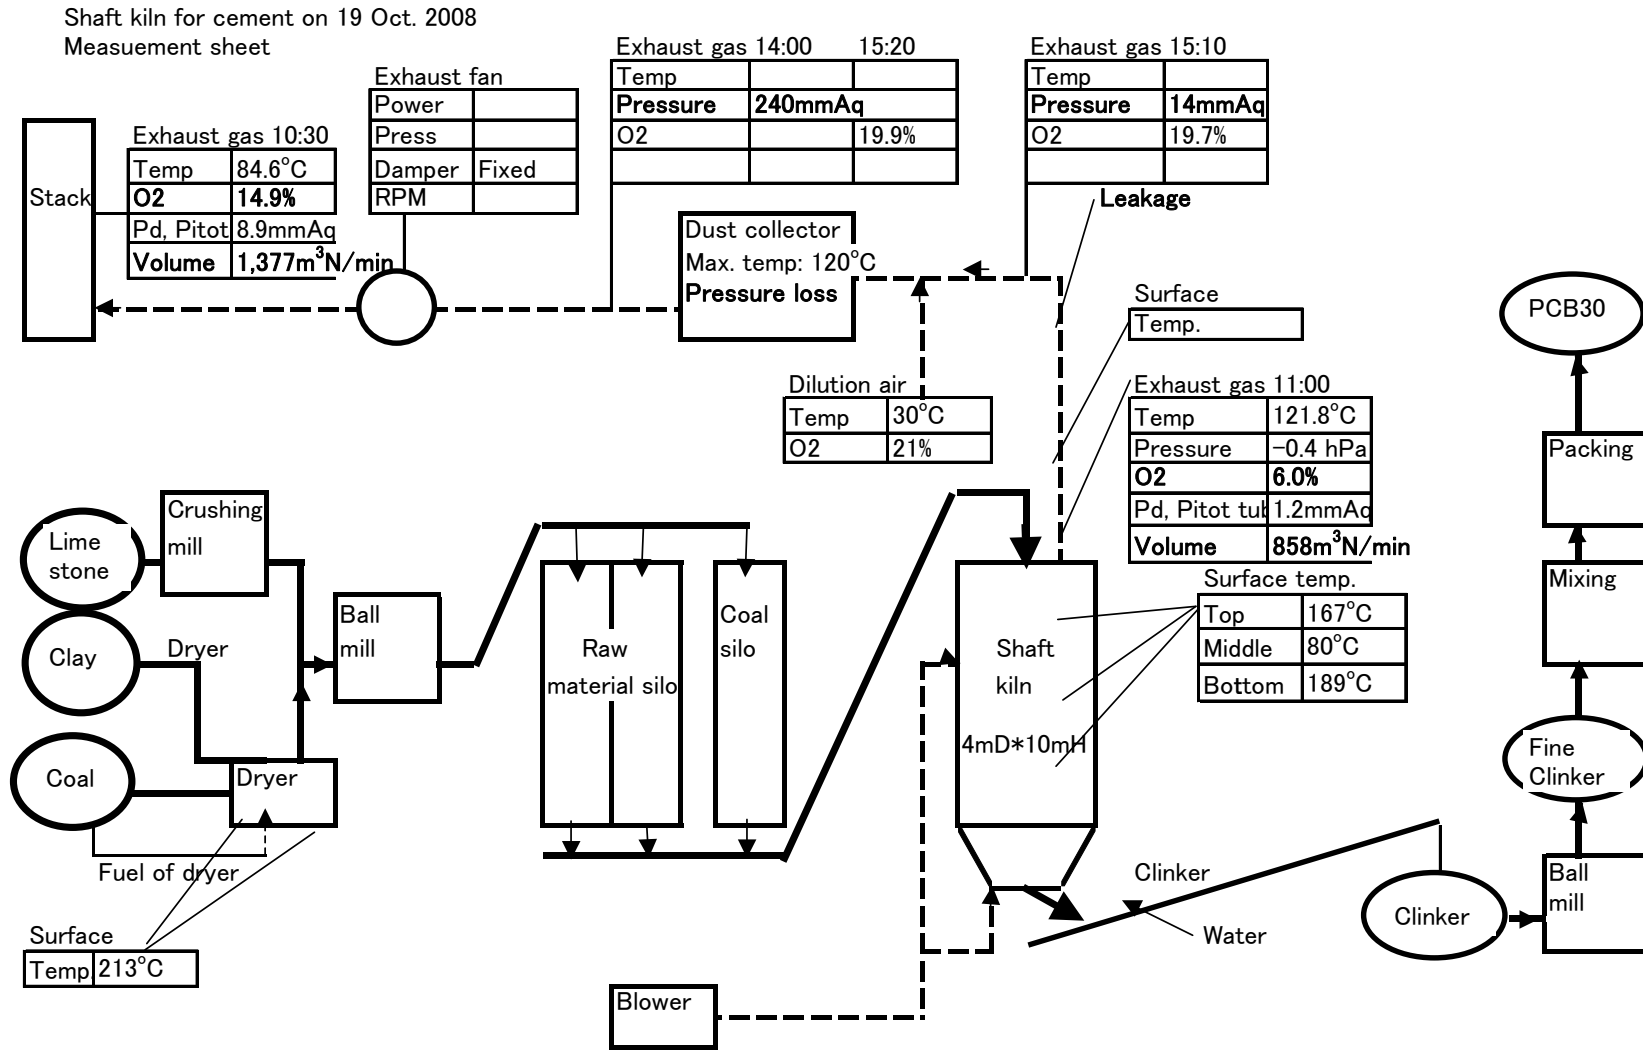 Shaft kiln for cement on 19 Oct. 2008
Measuement sheet
Exhaust gas 14:00 15:20
Temp
Pressure 240mmAq
O2 19.9%
Exhaust gas 15:10
Temp
Pressure 14mmAq
O2 19.7%
Exhaust fan
Power
Press
Damper Fixed
RPM
Stack
Exhaust gas 10:30
Temp 84.6°C
O2 14.9%
Pd, Pitot 8.9mmAq
Volume 1,377m³N/min
Dust collector
Max. temp: 120°C
Pressure loss
Leakage
Surface
Temp.
PCB30
Dilution air
Temp 30°C
O2 21%
Exhaust gas 11:00
Temp 121.8°C
Pressure -0.4 hPa
O2 6.0%
Pd, Pitot tub 1.2mmAq
Volume 858m³N/min
Packing
Crushing
mill
Lime
stone
Ball
mill
Clay
Dryer
Coal
Dryer
Fuel of dryer
Surface
Temp. 213°C
Raw
material silo
Coal
silo
Shaft
kiln
4mD*10mH
Surface temp.
Top 167°C
Middle 80°C
Bottom 189°C
Mixing
Fine
Clinker
Ball
mill
Clinker
Clinker
Water
Blower